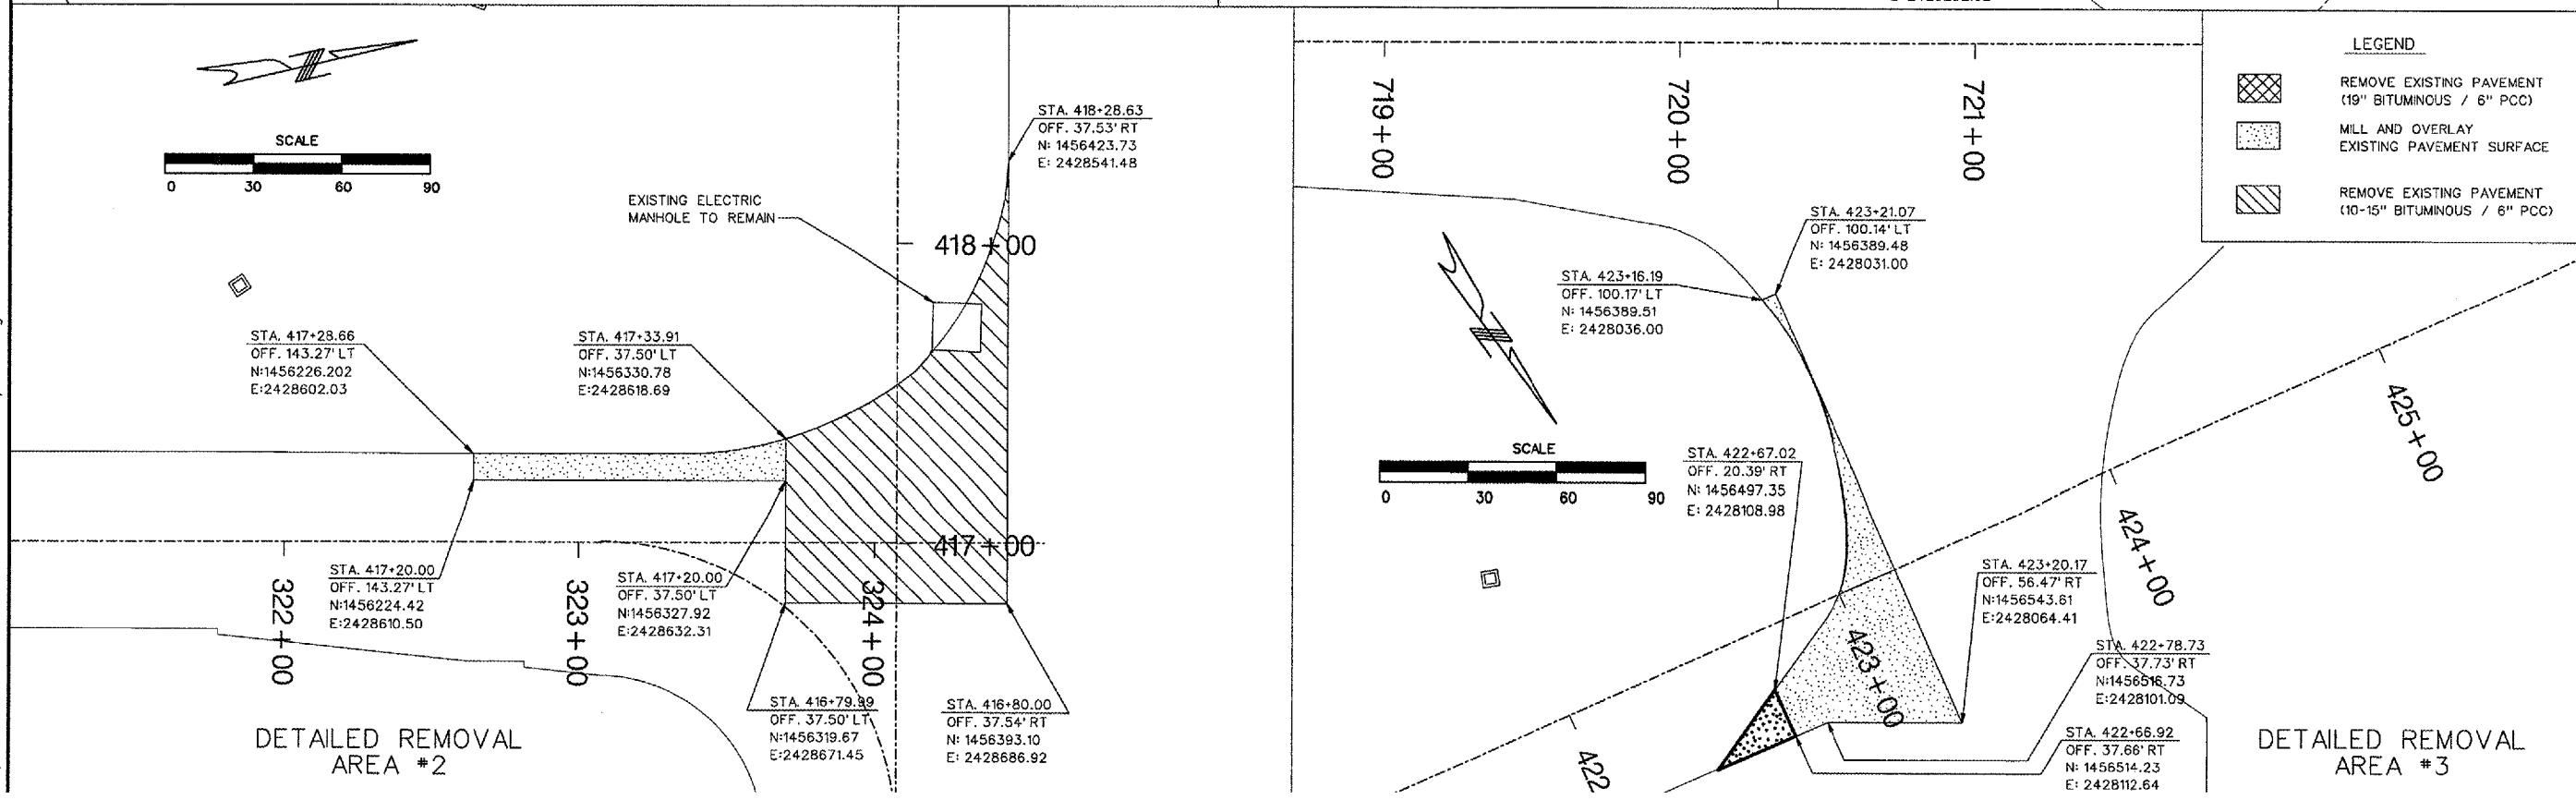 SCALE
0 30 60 90
STA. 418+28.63
OFF. 37.53' RT
N: 1456423.73
E: 2428541.48
EXISTING ELECTRIC
MANHOLE TO REMAIN
418+00
STA. 417+28.66
OFF. 143.27' LT
N:1456226.202
E:2428602.03
STA. 417+33.91
OFF. 37.50' LT
N:1456330.78
E:2428618.69
417+00
322+00
323+00
324+00
STA. 417+20.00
OFF. 143.27' LT
N:1456224.42
E:2428610.50
STA. 417+20.00
OFF. 37.50' LT
N:1456327.92
E:2428632.31
STA. 416+79.99
OFF. 37.50' LT
N:1456319.67
E:2428671.45
STA. 416+80.00
OFF. 37.54' RT
N: 1456393.10
E: 2428686.92
DETAILED REMOVAL
AREA #2
719+00
720+00
721+00
LEGEND
REMOVE EXISTING PAVEMENT
(19" BITUMINOUS / 6" PCC)
MILL AND OVERLAY
EXISTING PAVEMENT SURFACE
REMOVE EXISTING PAVEMENT
(10-15" BITUMINOUS / 6" PCC)
STA. 423+21.07
OFF. 100.14' LT
N: 1456389.48
E: 2428031.00
STA. 423+16.19
OFF. 100.17' LT
N: 1456389.51
E: 2428036.00
SCALE
0 30 60 90
STA. 422+67.02
OFF. 20.39' RT
N: 1456497.35
E: 2428108.98
425+00
424+00
423+00
422
STA. 423+20.17
OFF. 56.47' RT
N:1456543.61
E:2428064.41
STA. 422+78.73
OFF. 37.73' RT
N:1456516.73
E:2428101.09
STA. 422+66.92
OFF. 37.66' RT
N: 1456514.23
E: 2428112.64
DETAILED REMOVAL
AREA #3